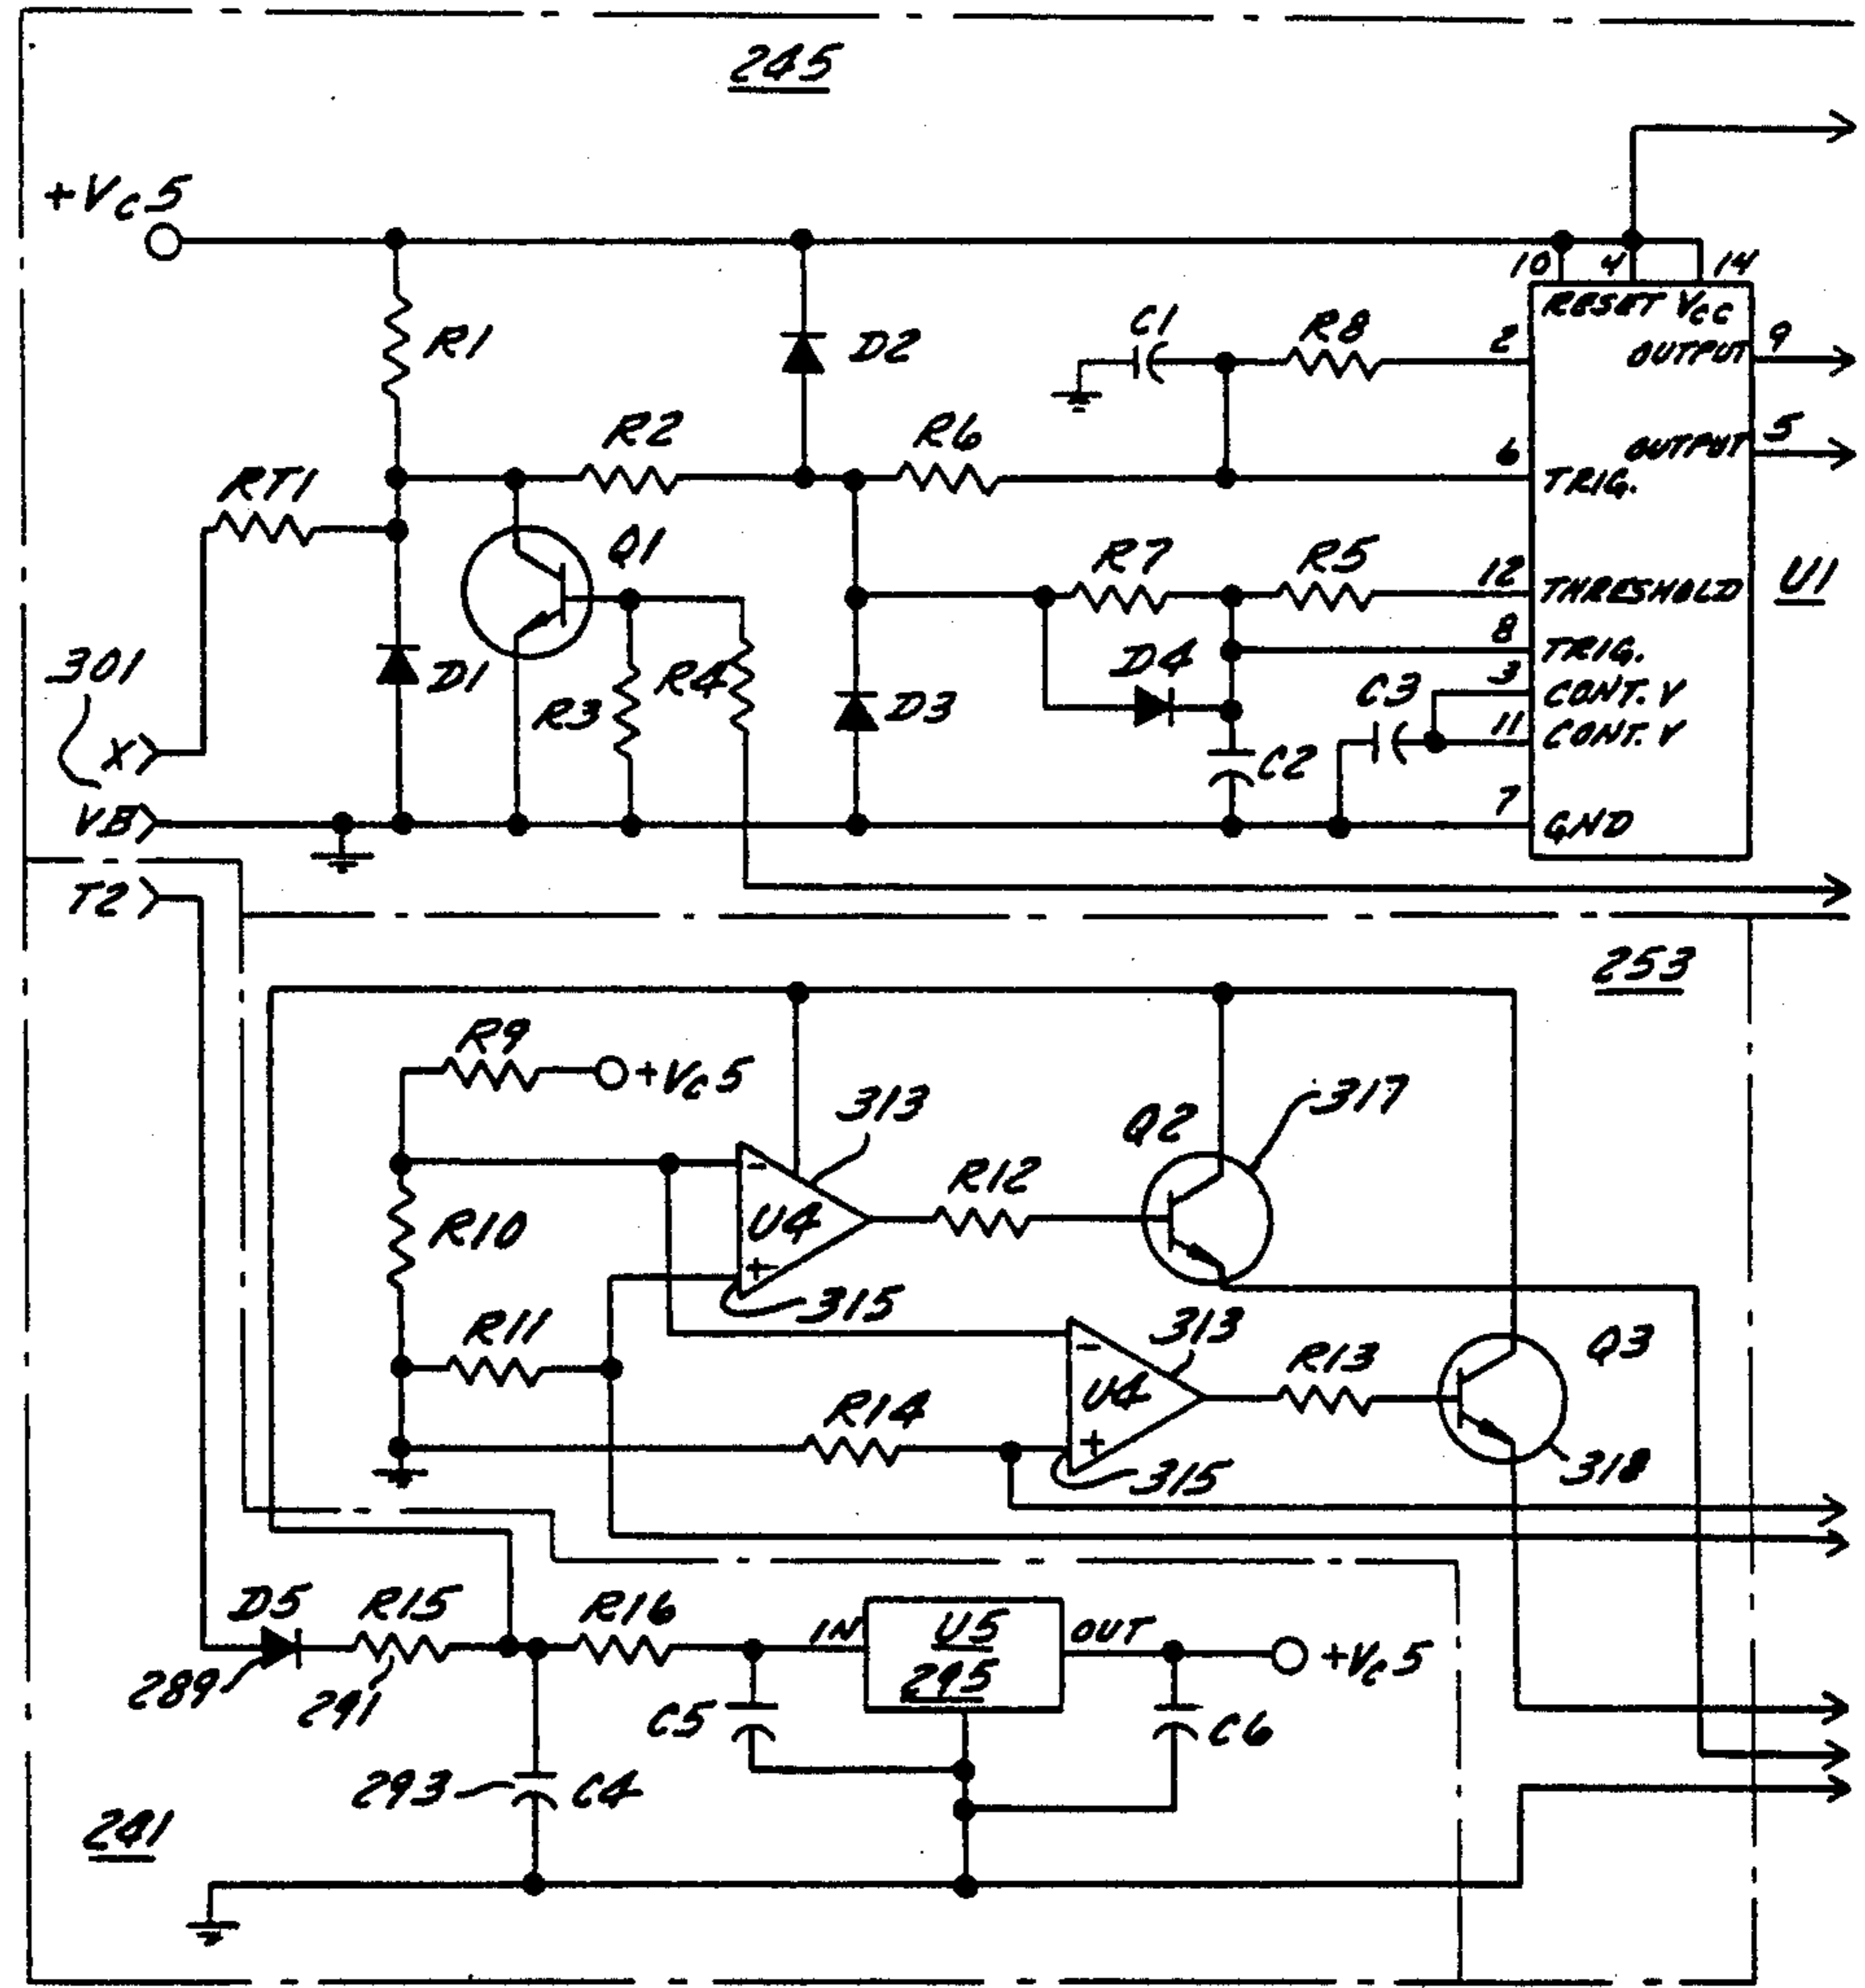 245
+Vc5
10 4 14
RESET Vcc
C1
R8
2
OUTPUT 9
R1
D2
R2
R6
6
OUTPUT 5
TRIG.
RT1
Q1
R7
R5
12
THRESHOLD
U1
8
TRIG.
301
D1
R3
R4
D3
D4
C3
3
CONT.V
11
CONT.V
X
C2
VB
7
GND
T2
253
R9
+Vc5
313
Q2
317
-
R12
R10
U4
+
315
R11
313
Q3
-
R13
R14
U4
+
315
318
D5
R15
R16
IN
U5
OUT
295
+Vc5
289
291
C5
C6
293
C4
241